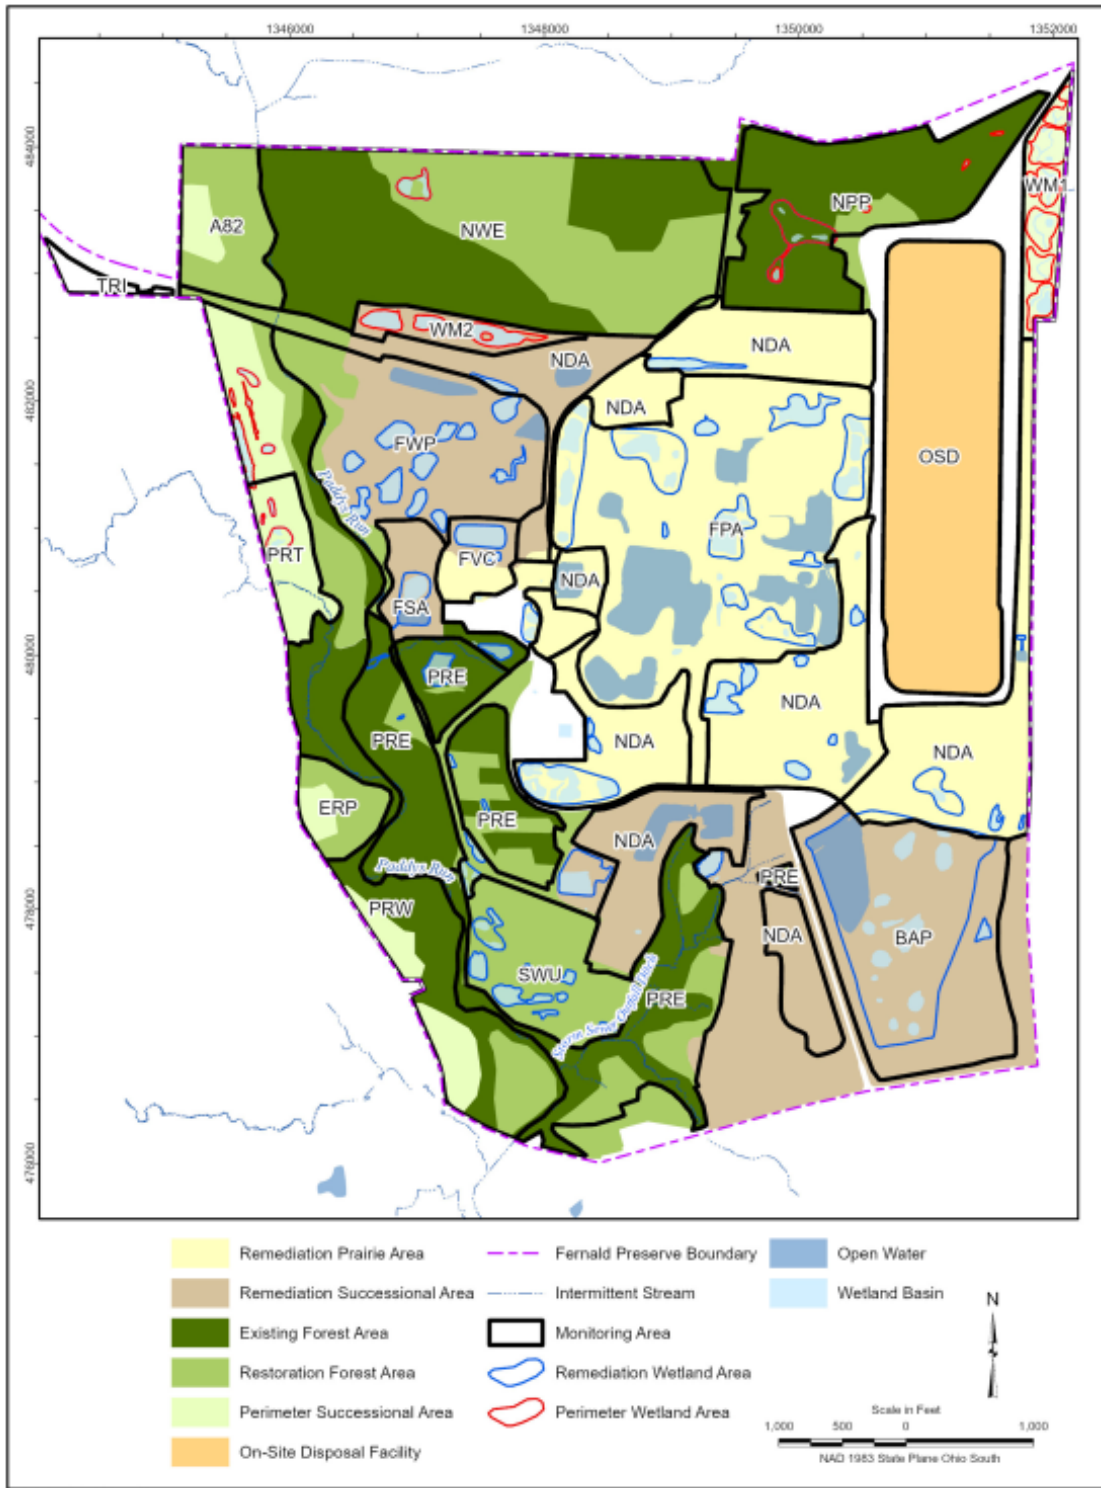 1346000 1348000 1350000 1352000
484000
482000
480000
478000
476000
WM1
NPP
A82
NWE
TRI
WM2
NDA
NDA
NDA
FWP
OSD
Paddys Run
FPA
PRT
FVC
NDA
FSA
PRE
NDA
PRE
NDA
NDA
ERP
PRE
NDA
Paddys Run
PRE
PRW
NDA
BAP
SWU
PRE
Storm Sewer Outfall Ditch
Remediation Prairie Area
Remediation Successional Area
Existing Forest Area
Restoration Forest Area
Perimeter Successional Area
On-Site Disposal Facility
Fernald Preserve Boundary
Intermittent Stream
Monitoring Area
Remediation Wetland Area
Perimeter Wetland Area
Open Water
Wetland Basin
N
Scale in Feet
1,000 500 0 1,000
NAD 1983 State Plane Ohio South